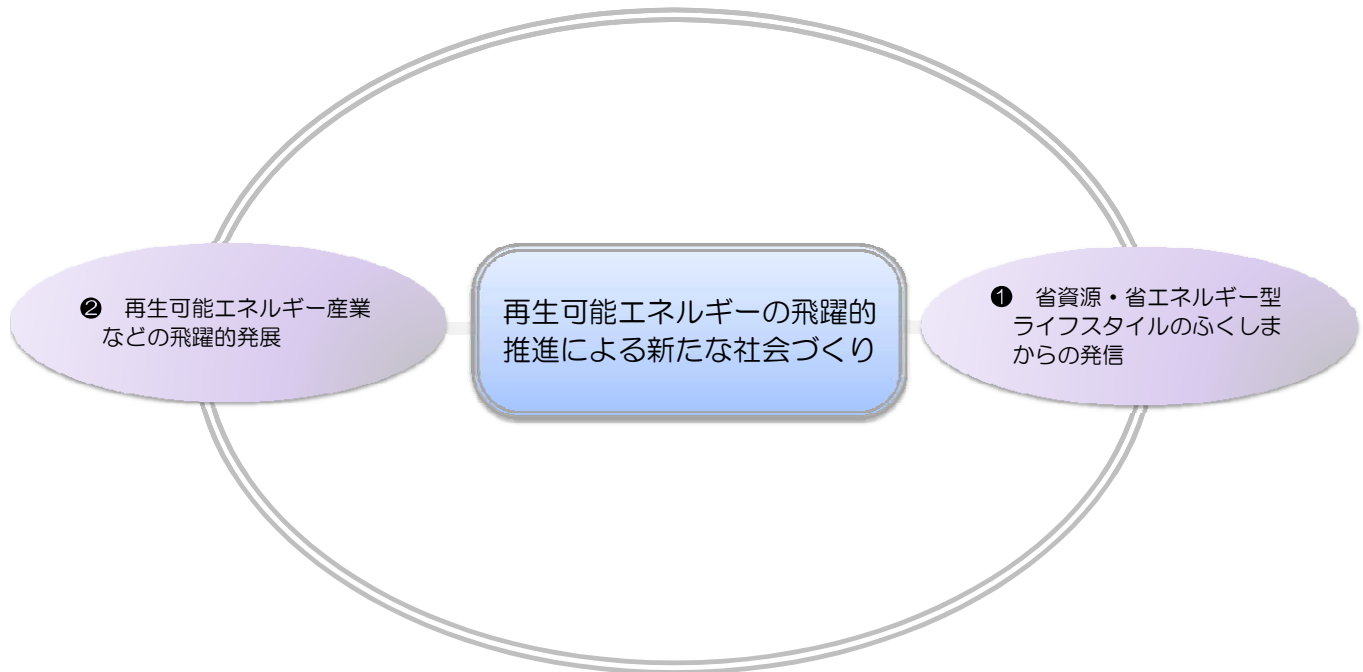 再生可能エネルギーの飛躍的
推進による新たな社会づくり
❶ 省資源・省エネルギー型
ライフスタイルのふくしま
からの発信
❷ 再生可能エネルギー産業
などの飛躍的発展